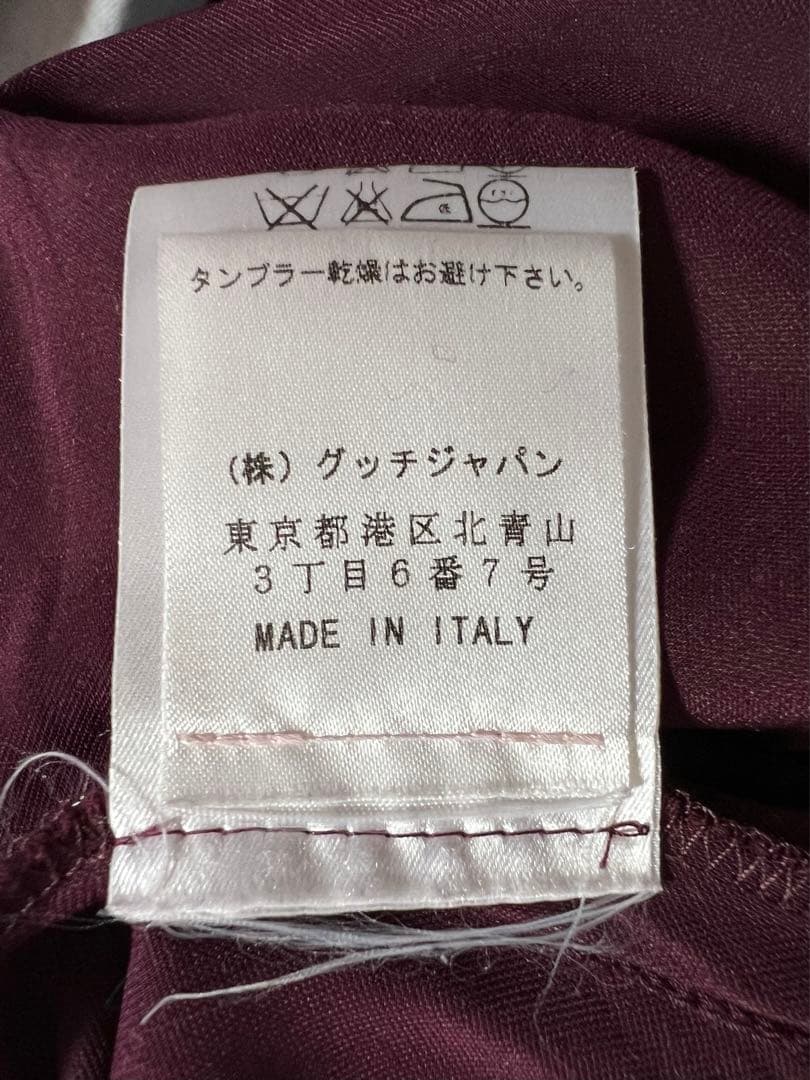 タンブラー乾燥はお避け下さい。
(株)グッチジャパン
東京都港区北青山
3丁目6番7号
MADE IN ITALY